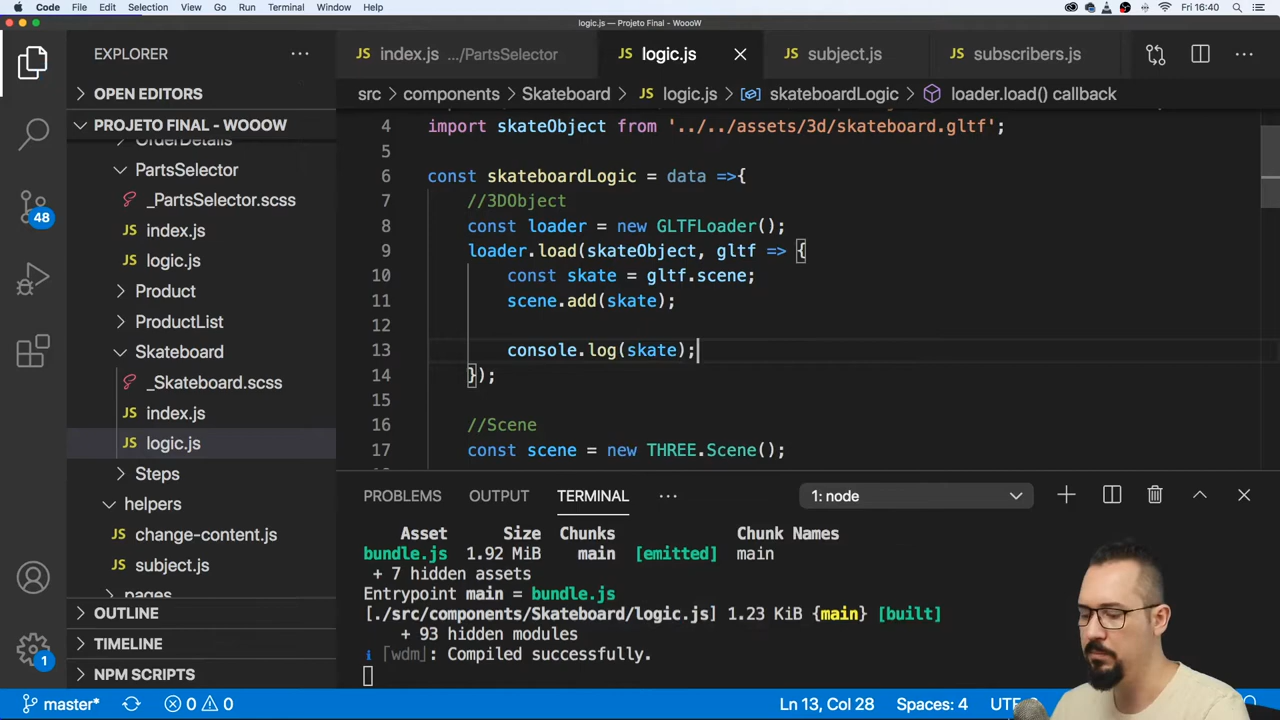 Code File Edit Selection View Go Run Terminal Window Help Fri 16:40
logic.js — Projeto Final - WoooW
EXPLORER
index.js .../PartsSelector logic.js subject.js subscribers.js
OPEN EDITORS
src components Skateboard logic.js skateboardLogic loader.load() callback
PROJETO FINAL - WOOOW
OrderDetails
PartsSelector
_PartsSelector.scss
index.js
logic.js
Product
ProductList
Skateboard
_Skateboard.scss
index.js
logic.js
Steps
helpers
change-content.js
subject.js
pages
OUTLINE
TIMELINE
NPM SCRIPTS
48
1
4 import skateObject from '../../assets/3d/skateboard.gltf';
5
6 const skateboardLogic = data =>{
7 //3DObject
8 const loader = new GLTFLoader();
9 loader.load(skateObject, gltf => {
10 const skate = gltf.scene;
11 scene.add(skate);
12
13 console.log(skate);
14 });
15
16 //Scene
17 const scene = new THREE.Scene();
PROBLEMS OUTPUT TERMINAL 1: node
Asset Size Chunks Chunk Names
bundle.js 1.92 MiB main [emitted] main
+ 7 hidden assets
Entrypoint main = bundle.js
[./src/components/Skateboard/logic.js] 1.23 KiB {main} [built]
+ 93 hidden modules
i ｢wdm｣: Compiled successfully.
master* 0 0 Ln 13, Col 28 Spaces: 4